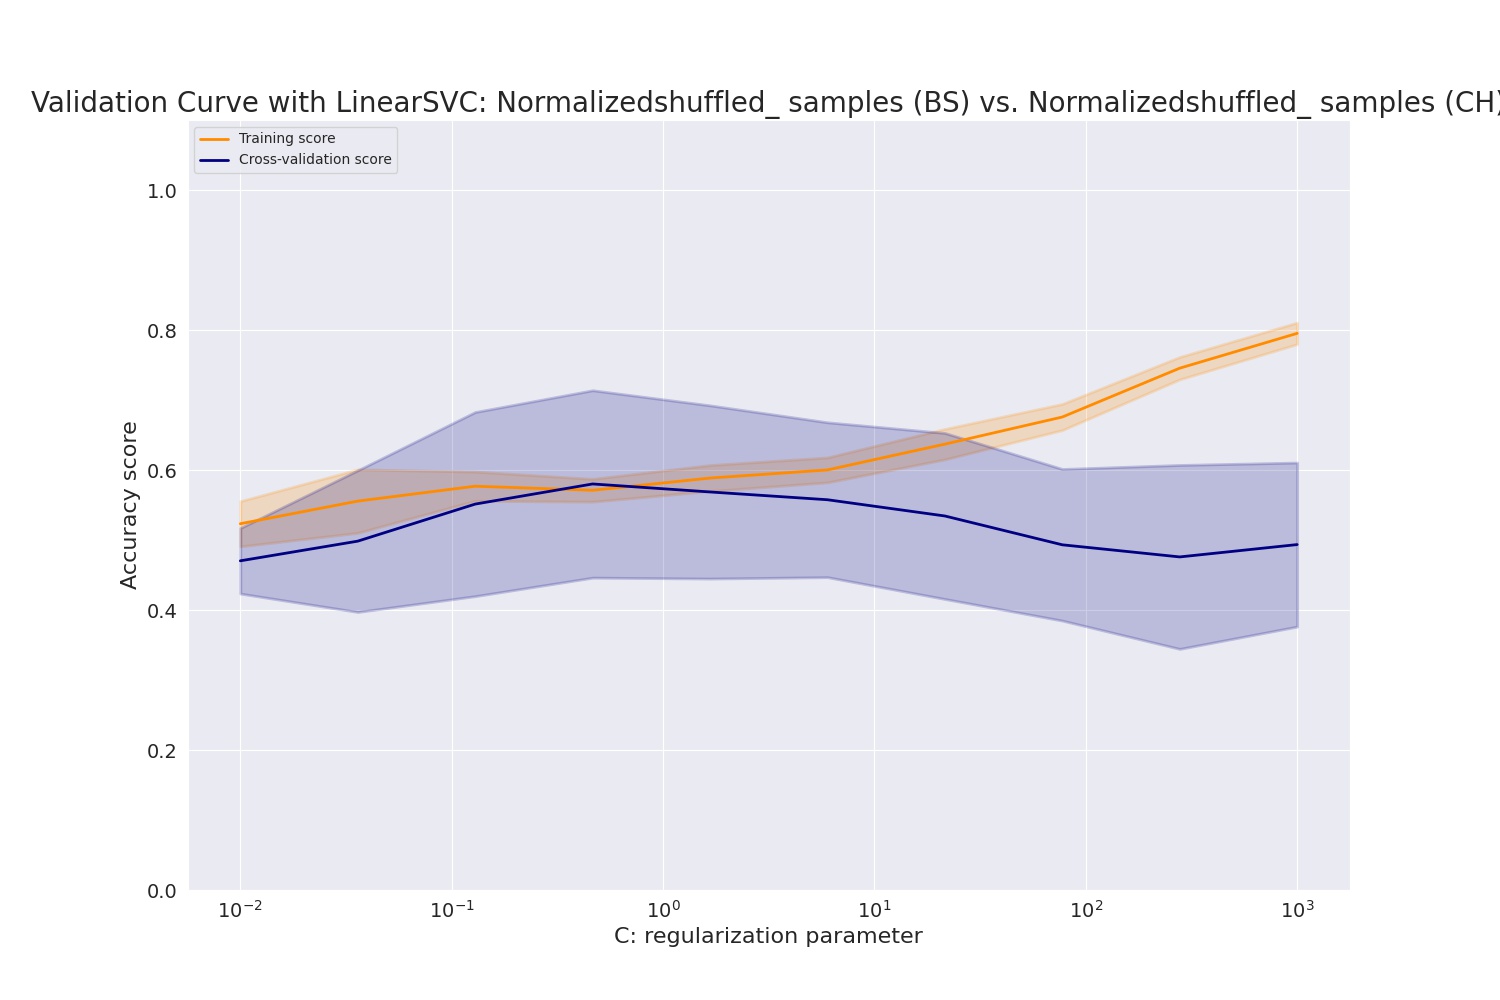 Validation Curve with LinearSVC: Normalizedshuffled_ samples (BS) vs. Normalizedshuffled_ samples (CH)
Training score
Cross-validation score
1.0
0.8
0.6
0.4
0.2
0.0
Accuracy score
10⁻² 10⁻¹ 10⁰ 10¹ 10² 10³
C: regularization parameter